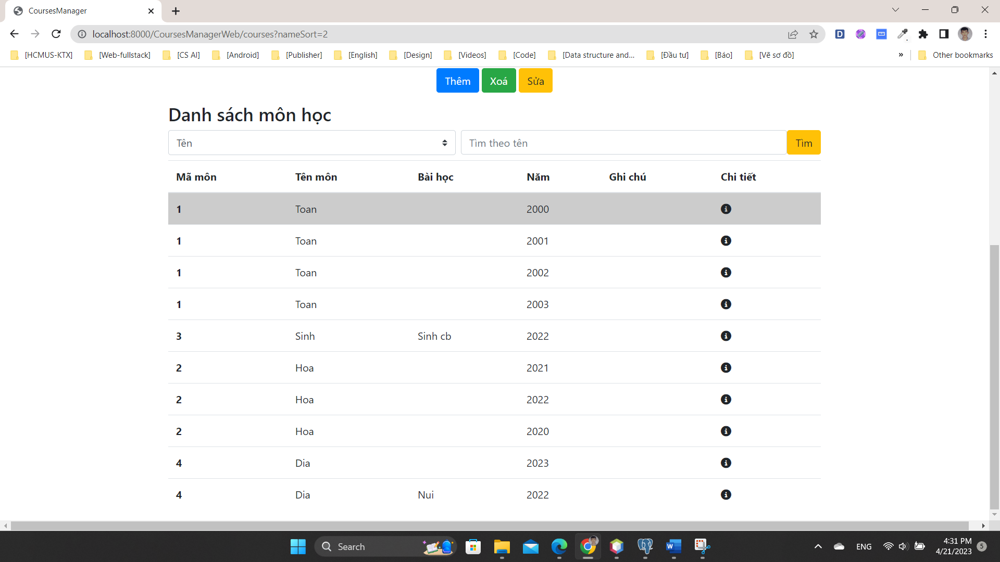 CoursesManager
localhost:8000/CoursesManagerWeb/courses?nameSort=2
[HCMUS-KTX] [Web-fullstack] [CS AI] [Android] [Publisher] [English] [Design] [Videos] [Code] [Data structure and... [Đầu tư] [Báo] [Vẽ sơ đồ] » Other bookmarks
Thêm Xoá Sửa
Danh sách môn học
Tên Tìm theo tên Tìm
Mã môn Tên môn Bài học Năm Ghi chú Chi tiết
1 Toan 2000
1 Toan 2001
1 Toan 2002
1 Toan 2003
3 Sinh Sinh cb 2022
2 Hoa 2021
2 Hoa 2022
2 Hoa 2020
4 Dia 2023
4 Dia Nui 2022
Search ENG 4:31 PM
4/21/2023 5